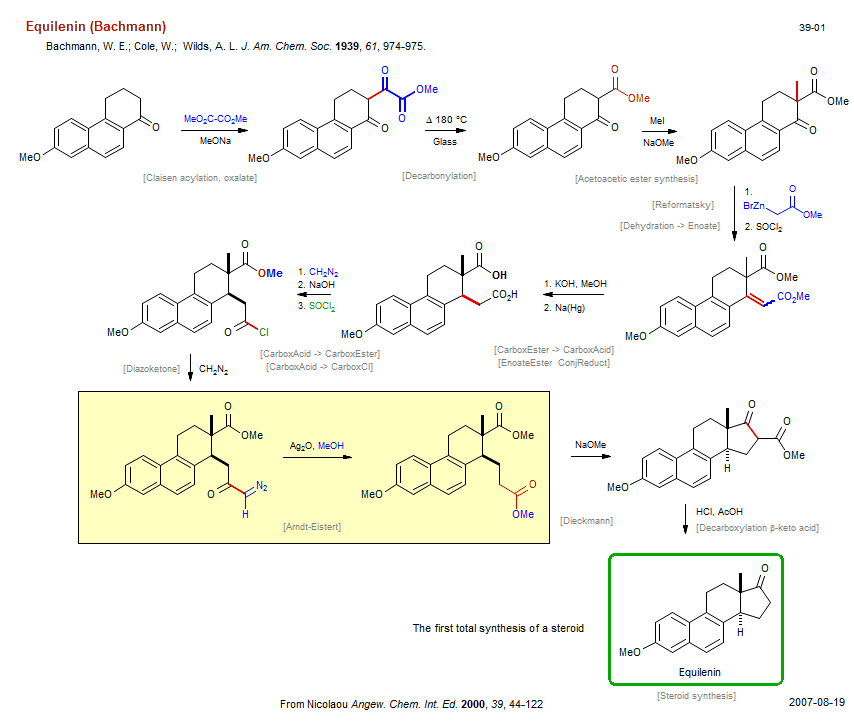 Equilenin (Bachmann)
39-01
Bachmann, W. E.; Cole, W.; Wilds, A. L. J. Am. Chem. Soc. 1939, 61, 974-975.
O
MeO
MeO₂C-CO₂Me
MeONa
[Claisen acylation, oxalate]
O
OMe
O
O
MeO
Δ 180 °C
Glass
[Decarbonylation]
O
OMe
O
MeO
[Acetoacetic ester synthesis]
MeI
NaOMe
O
OMe
O
MeO
1.
BrZn
O
OMe
2. SOCl₂
[Reformatsky]
[Dehydration -> Enoate]
O
OMe
CO₂Me
MeO
1. KOH, MeOH
2. Na(Hg)
[CarboxEster -> CarboxAcid]
[EnoateEster ConjReduct]
O
OH
CO₂H
MeO
1. CH₂N₂
2. NaOH
3. SOCl₂
[CarboxAcid -> CarboxEster]
[CarboxAcid -> CarboxCl]
O
OMe
O
Cl
MeO
[Diazoketone]
CH₂N₂
O
OMe
O
N₂
H
MeO
Ag₂O, MeOH
[Arndt-Eistert]
O
OMe
O
OMe
MeO
NaOMe
[Dieckmann]
O
O
OMe
H
MeO
HCl, AcOH
[Decarboxylation β-keto acid]
O
H
MeO
Equilenin
The first total synthesis of a steroid
[Steroid synthesis]
From Nicolaou Angew. Chem. Int. Ed. 2000, 39, 44-122
2007-08-19